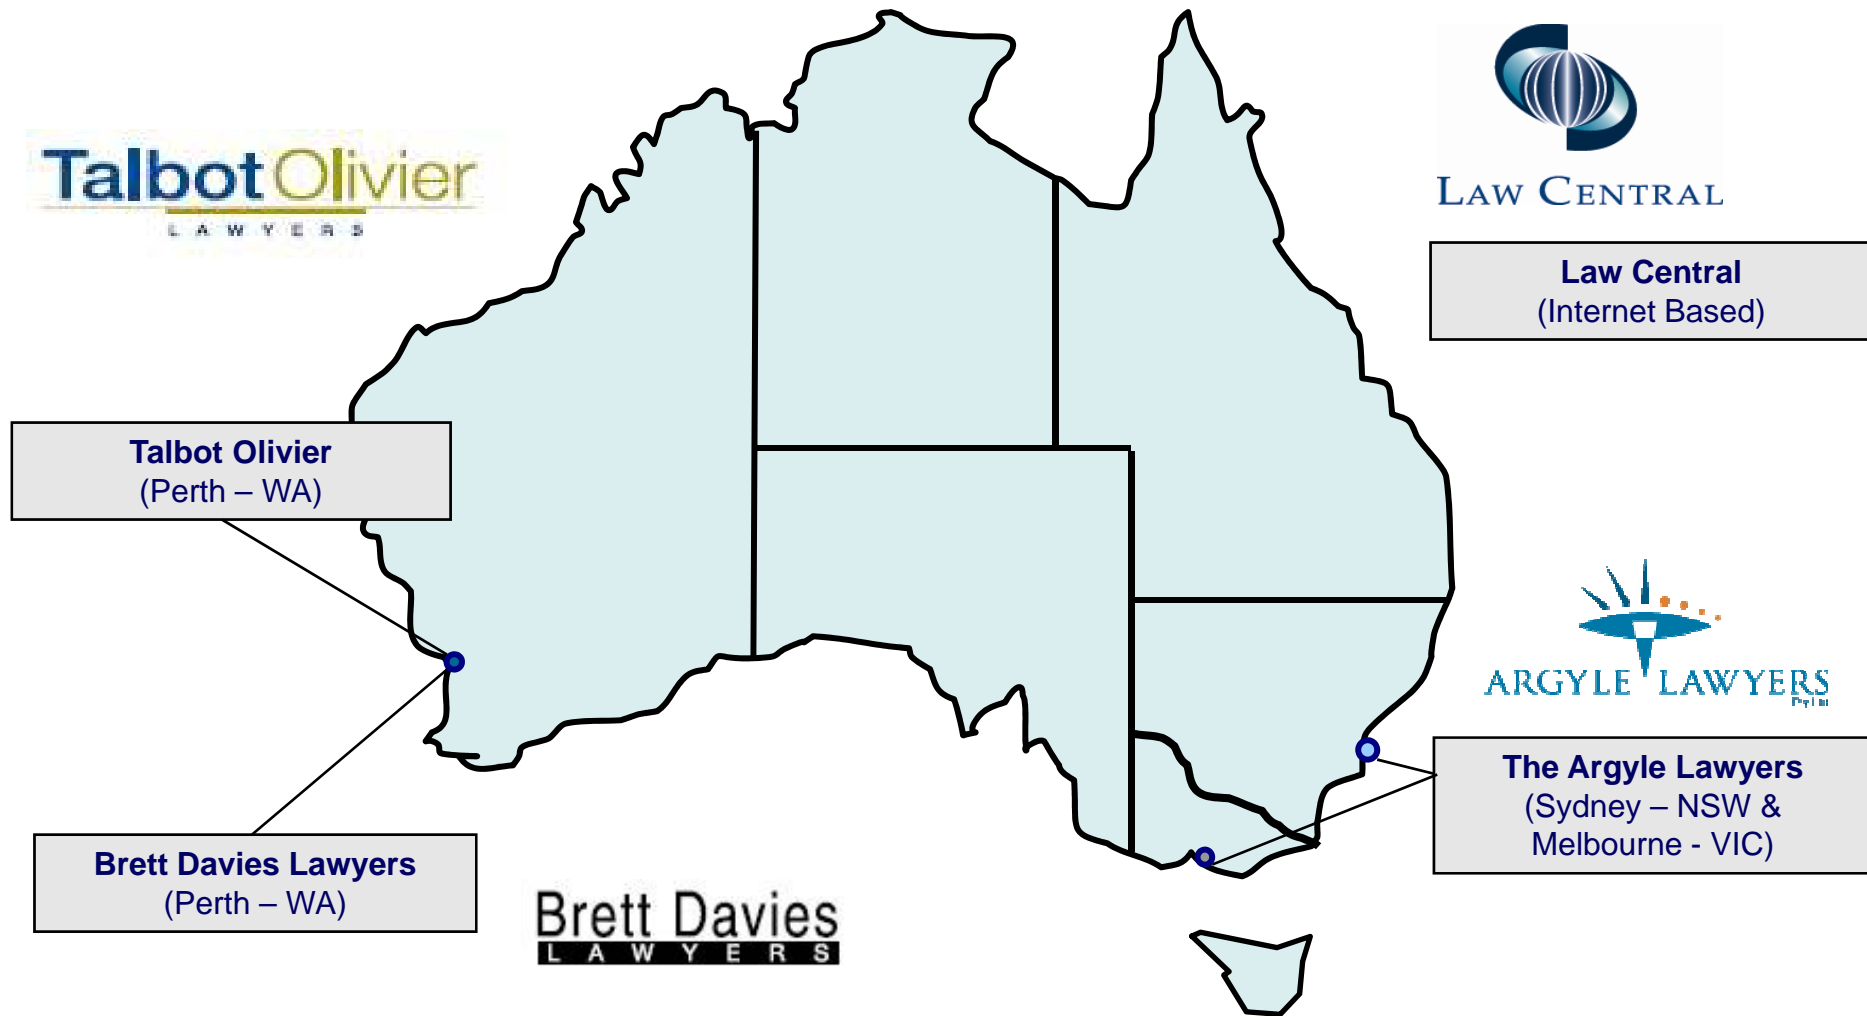 Talbot Olivier
LAWYERS
LAW CENTRAL
Law Central
(Internet Based)
Talbot Olivier
(Perth – WA)
ARGYLE LAWYERS
The Argyle Lawyers
(Sydney – NSW &
Melbourne - VIC)
Brett Davies Lawyers
(Perth – WA)
Brett Davies
LAWYERS